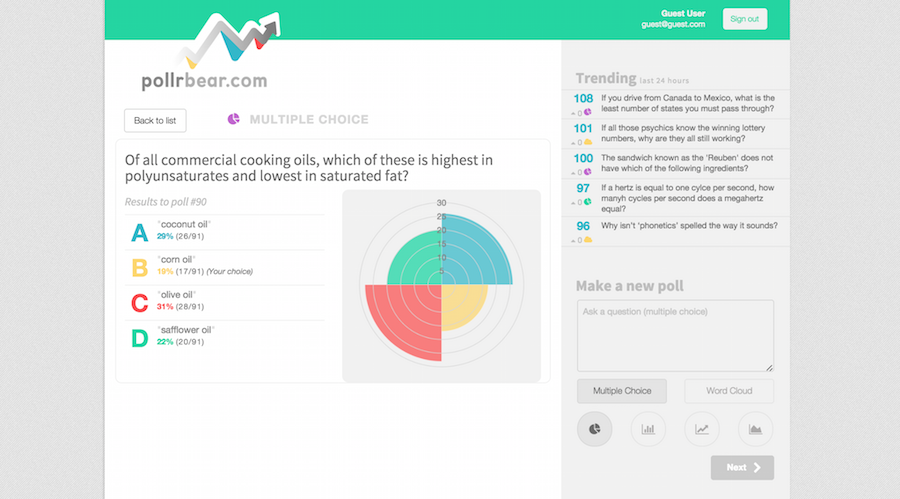 Guest User
guest@guest.com
Sign out
pollrbear.com
Back to list
MULTIPLE CHOICE
Of all commercial cooking oils, which of these is highest in
polyunsaturates and lowest in saturated fat?
Results to poll #90
A
"coconut oil"
29% (26/91)
B
"corn oil"
19% (17/91) (Your choice)
C
"olive oil"
31% (28/91)
D
"safflower oil"
22% (20/91)
30
25
20
15
10
5
Trending last 24 hours
108
0
If you drive from Canada to Mexico, what is the
least number of states you must pass through?
101
0
If all those psychics know the winning lottery
numbers, why are they all still working?
100
0
The sandwich known as the 'Reuben' does not
have which of the following ingredients?
97
0
If a hertz is equal to one cylce per second, how
manyh cycles per second does a megahertz
equal?
96
0
Why isn't 'phonetics' spelled the way it sounds?
Make a new poll
Ask a question (multiple choice)
Multiple Choice
Word Cloud
Next